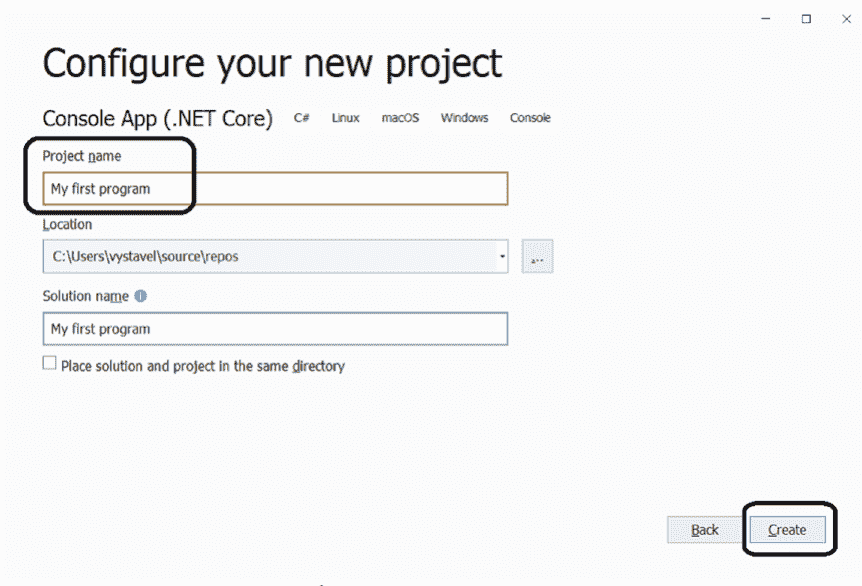 Configure your new project
Console App (.NET Core) C# Linux macOS Windows Console
Project name
My first program
Location
C:\Users\vystavel\source\repos
...
Solution name
My first program
Place solution and project in the same directory
Back Create